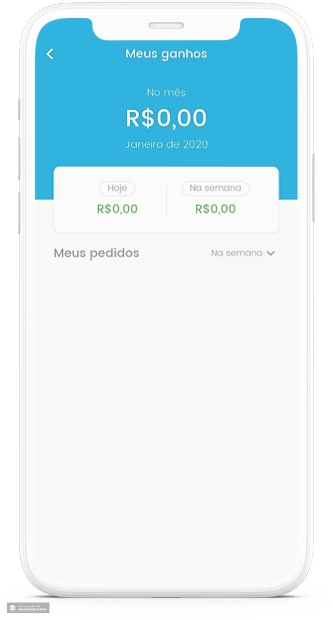 Meus ganhos
No mês
R$0,00
Janeiro de 2020
Hoje
Na semana
R$0,00
R$0,00
Meus pedidos
Na semana